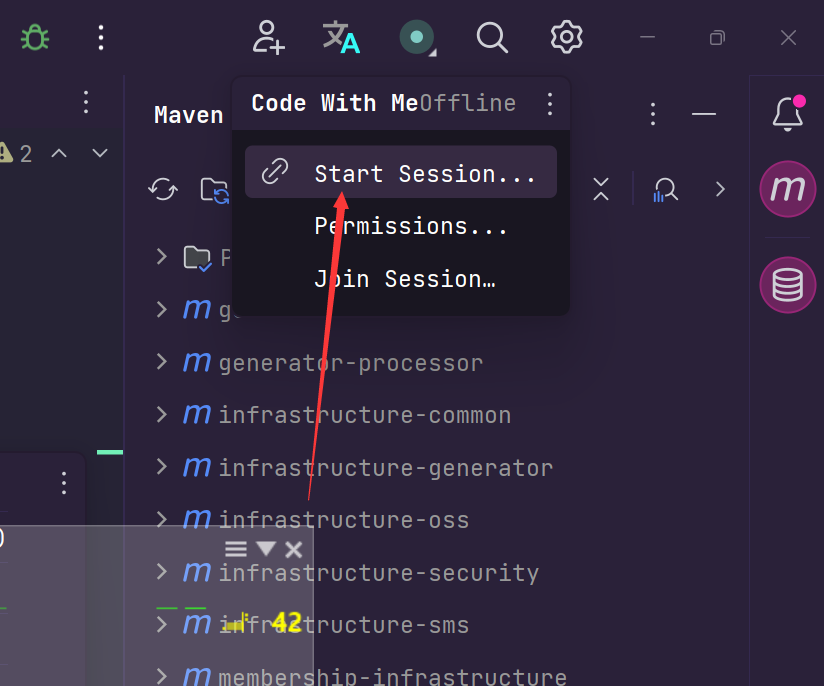 Code With Me Offline
Maven
2
Start Session...
Permissions...
Join Session…
generator-processor
infrastructure-common
infrastructure-generator
infrastructure-oss
infrastructure-security
42
infrastructure-sms
membership-infrastructure